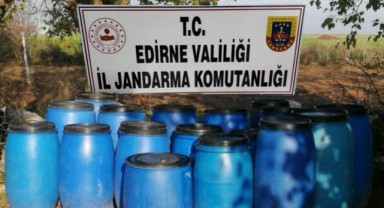 T.C.
EDİRNE VALİLİĞİ
İL JANDARMA KOMUTANLIĞI